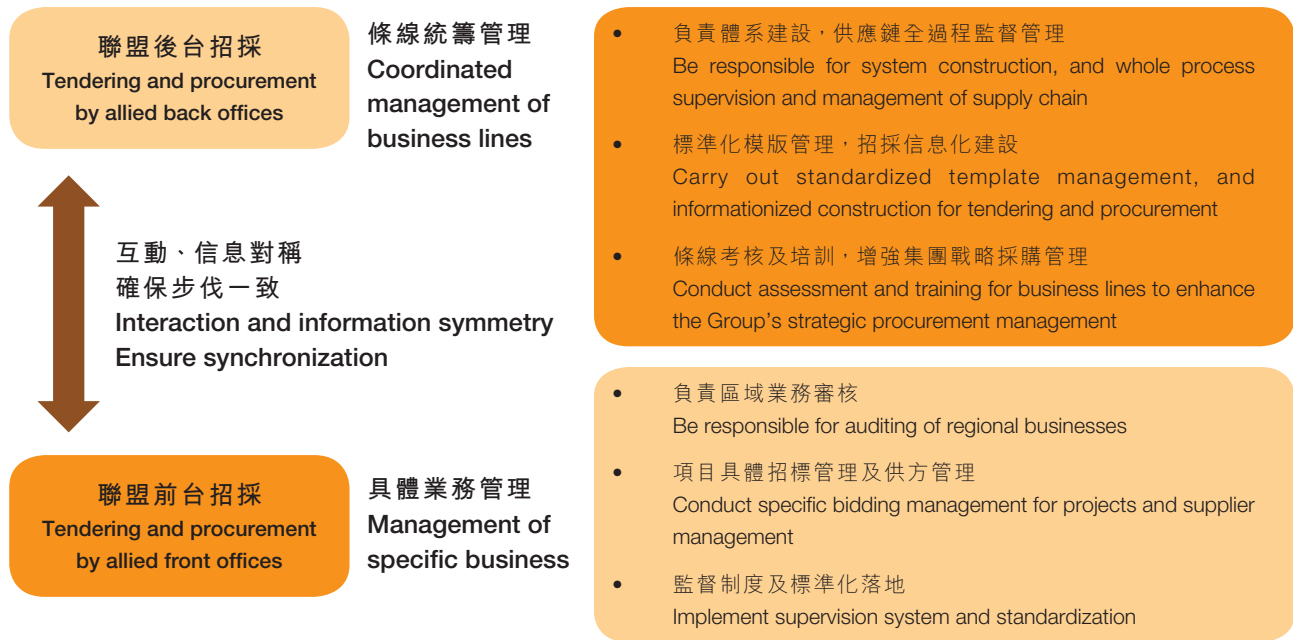 聯盟後台招採
Tendering and procurement
by allied back offices
條線統籌管理
Coordinated
management of
business lines
• 負責體系建設，供應鏈全過程監督管理
Be responsible for system construction, and whole process
supervision and management of supply chain
• 標準化模版管理，招採信息化建設
Carry out standardized template management, and
informationized construction for tendering and procurement
• 條線考核及培訓，增強集團戰略採購管理
Conduct assessment and training for business lines to enhance
the Group's strategic procurement management
互動、信息對稱
確保步伐一致
Interaction and information symmetry
Ensure synchronization
聯盟前台招採
Tendering and procurement
by allied front offices
具體業務管理
Management of
specific business
• 負責區域業務審核
Be responsible for auditing of regional businesses
• 項目具體招標管理及供方管理
Conduct specific bidding management for projects and supplier
management
• 監督制度及標準化落地
Implement supervision system and standardization